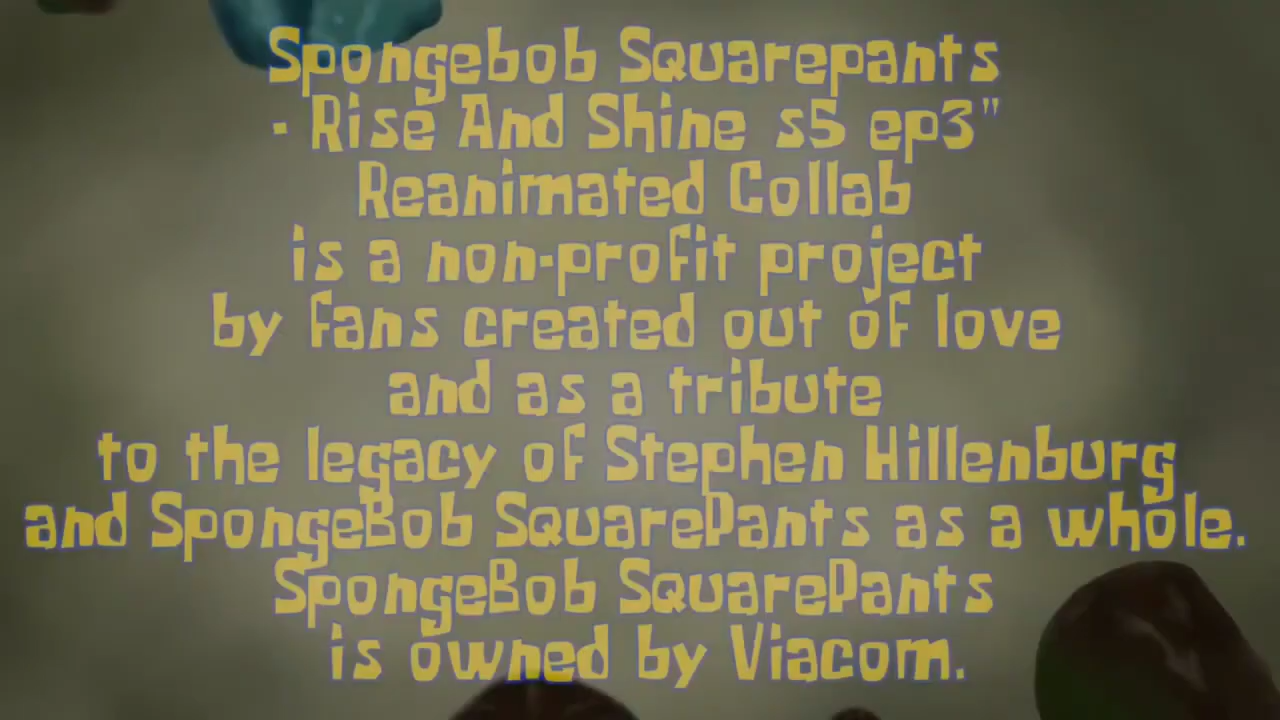 Spongebob Squarepants
- Rise And Shine s5 ep3"
Reanimated Collab
is a non-profit project
by fans created out of love
and as a tribute
to the legacy of Stephen Hillenburg
and SpongeBob SquarePants as a whole.
SpongeBob SquarePants
is owned by Viacom.